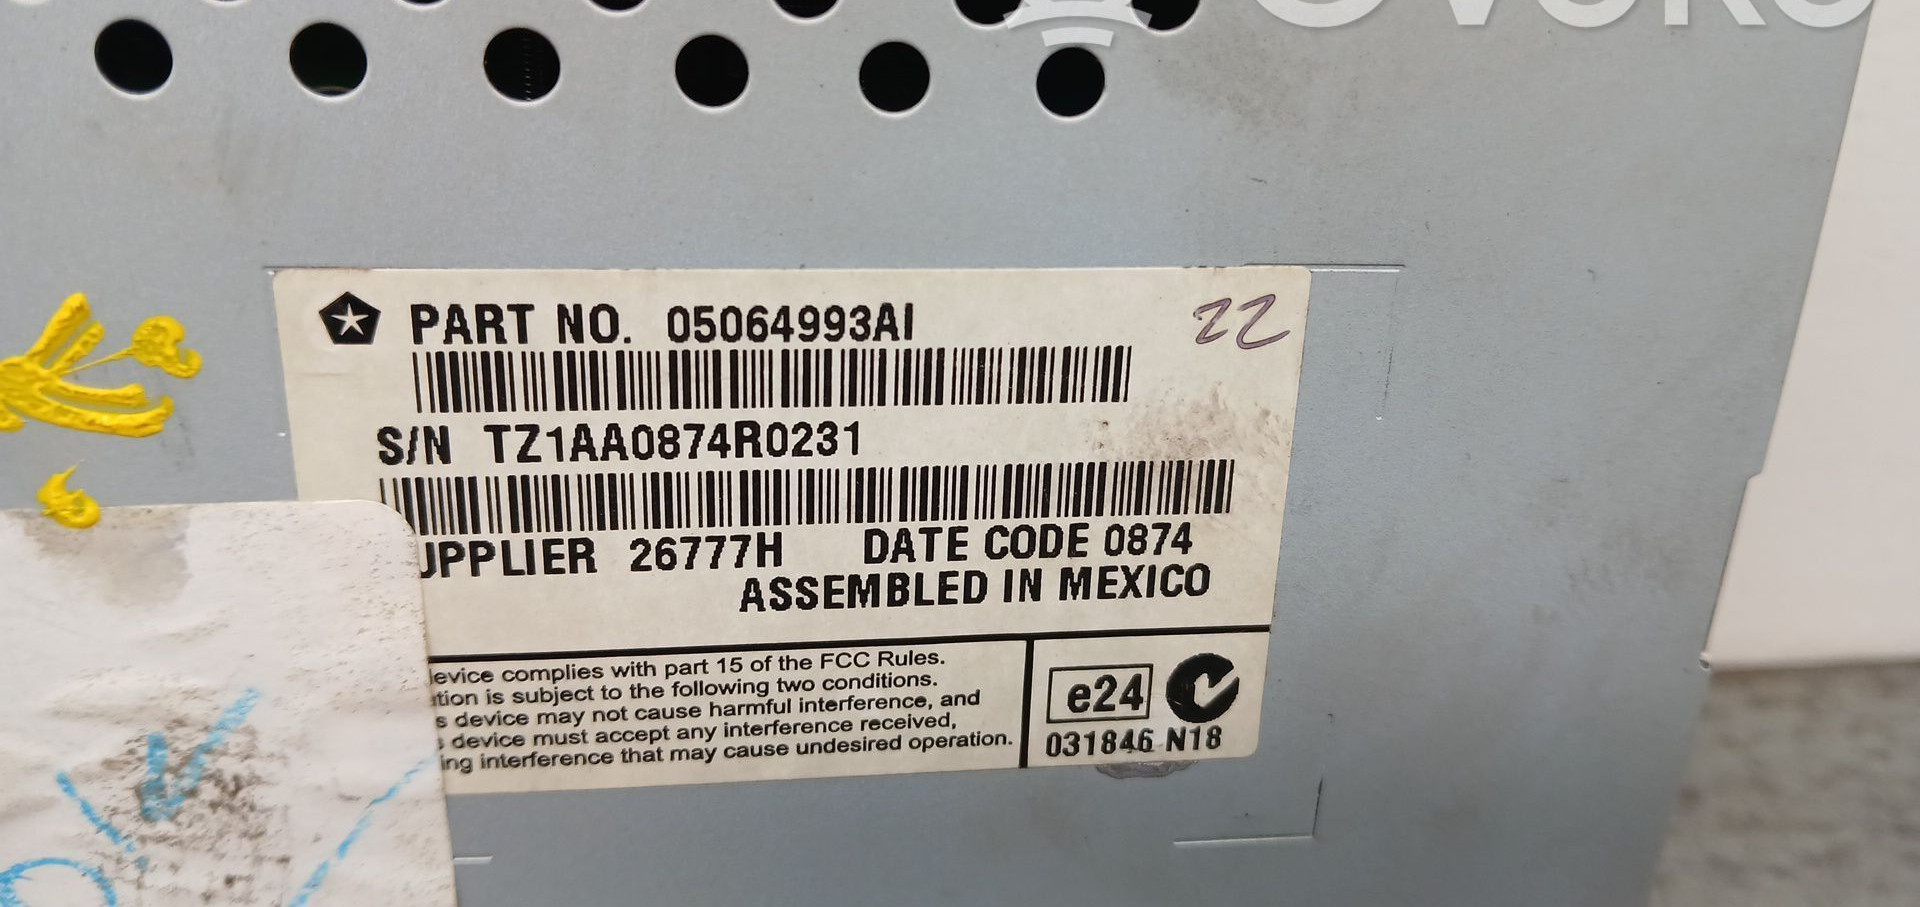 PART NO. 05064993AI
22
S/N TZ1AA0874R0231
UPPLIER 26777H DATE CODE 0874
ASSEMBLED IN MEXICO
evice complies with part 15 of the FCC Rules.
tion is subject to the following two conditions.
s device may not cause harmful interference, and
device must accept any interference received,
ing interference that may cause undesired operation.
e24
031846 N18